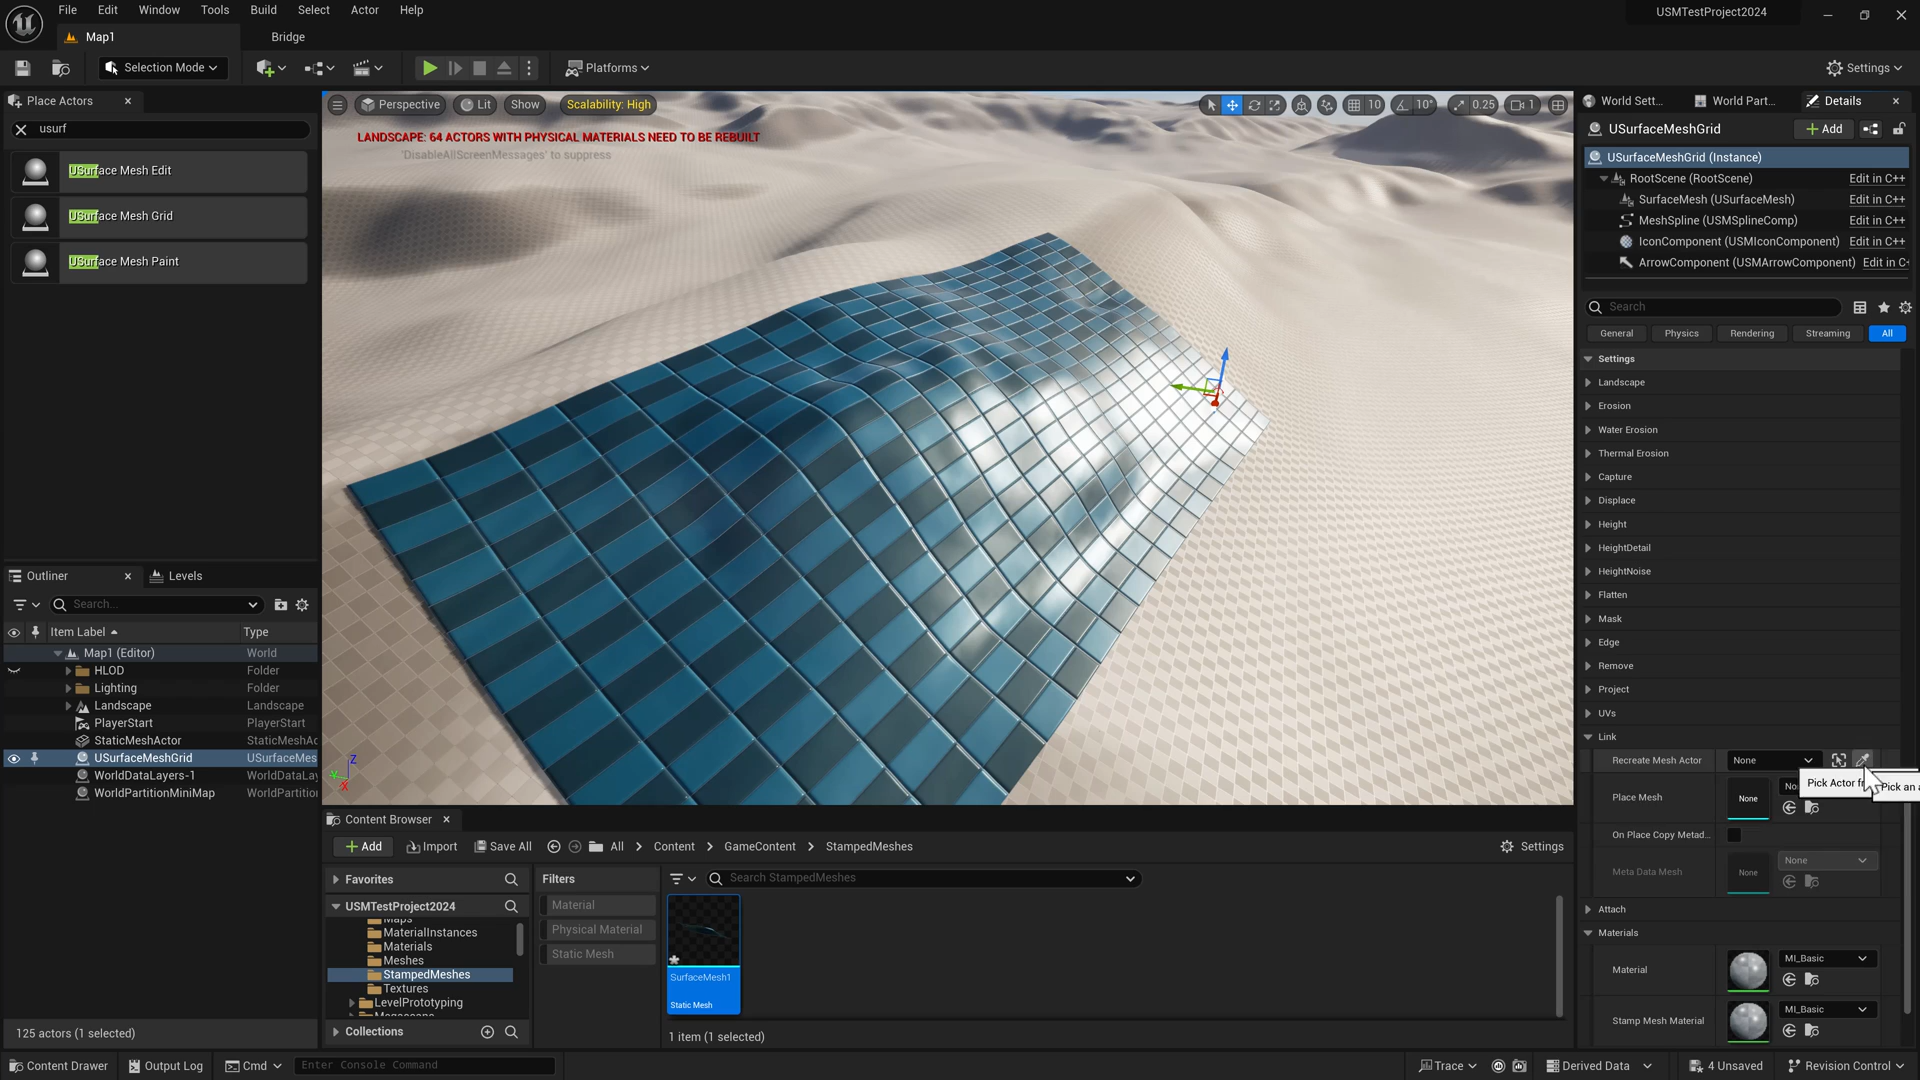 File Edit Window Tools Build Select Actor Help
USMTestProject2024
Map1
Bridge
Selection Mode
Platforms
Settings
Place Actors
usurf
USurface Mesh Edit
USurface Mesh Grid
USurface Mesh Paint
Perspective Lit Show Scalability: High
10 10° 0.25 1
LANDSCAPE: 64 ACTORS WITH PHYSICAL MATERIALS NEED TO BE REBUILT
'DisableAllScreenMessages' to suppress
Z
X
Outliner
Levels
Search...
Item Label Type
Map1 (Editor) World
HLOD Folder
Lighting Folder
Landscape Landscape
PlayerStart PlayerStart
StaticMeshActor StaticMeshAc
USurfaceMeshGrid USurfaceMes
WorldDataLayers-1 WorldDataLay
WorldPartitionMiniMap WorldPartitio
125 actors (1 selected)
Content Browser
Add Import Save All All Content GameContent StampedMeshes Settings
Favorites
USMTestProject2024
Maps
MaterialInstances
Materials
Meshes
StampedMeshes
Textures
LevelPrototyping
Collections
Filters
Material
Physical Material
Static Mesh
Search StampedMeshes
SurfaceMesh1
Static Mesh
1 item (1 selected)
World Sett...
World Part...
Details
USurfaceMeshGrid
Add
USurfaceMeshGrid (Instance)
RootScene (RootScene) Edit in C++
SurfaceMesh (USurfaceMesh) Edit in C++
MeshSpline (USMSplineComp) Edit in C++
IconComponent (USMIconComponent) Edit in C++
ArrowComponent (USMArrowComponent) Edit in C+
Search
General Physics Rendering Streaming All
Settings
Landscape
Erosion
Water Erosion
Thermal Erosion
Capture
Displace
Height
HeightDetail
HeightNoise
Flatten
Mask
Edge
Remove
Project
UVs
Link
Recreate Mesh Actor None
Pick Actor f
Pick an a
Place Mesh None No
On Place Copy Metad...
Meta Data Mesh None None
Attach
Materials
Material MI_Basic
Stamp Mesh Material MI_Basic
Content Drawer Output Log Cmd Enter Console Command Trace Derived Data 4 Unsaved Revision Control